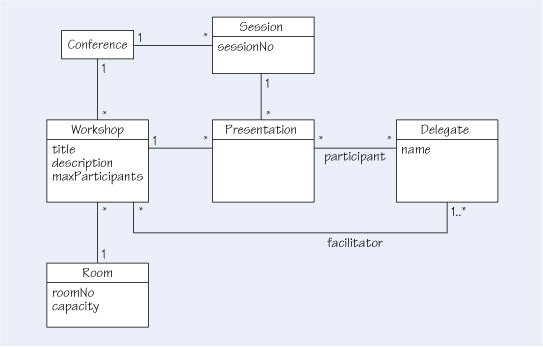 Session
Conference
1
*
sessionNo
1
1
*
*
Workshop
Presentation
Delegate
title
1
*
*
*
name
description
participant
maxParticipants
*
*
1..*
facilitator
1
Room
roomNo
capacity